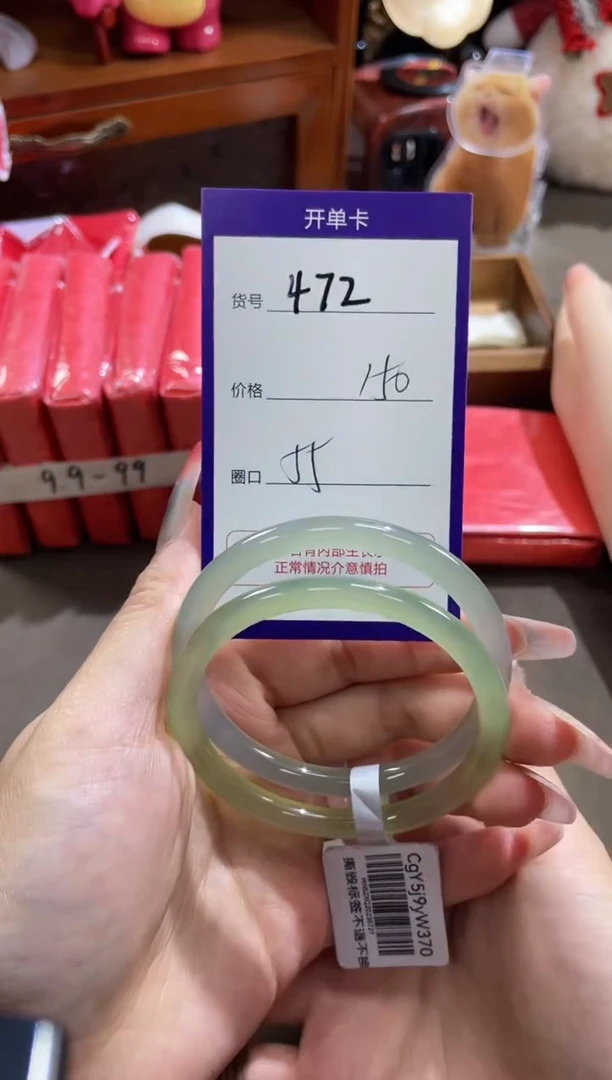 开单卡
货号 472
价格 150
圈口 55
正常情况介意慎拍
9.9-99
CgY5j9yW370
撕毁标签不退不换